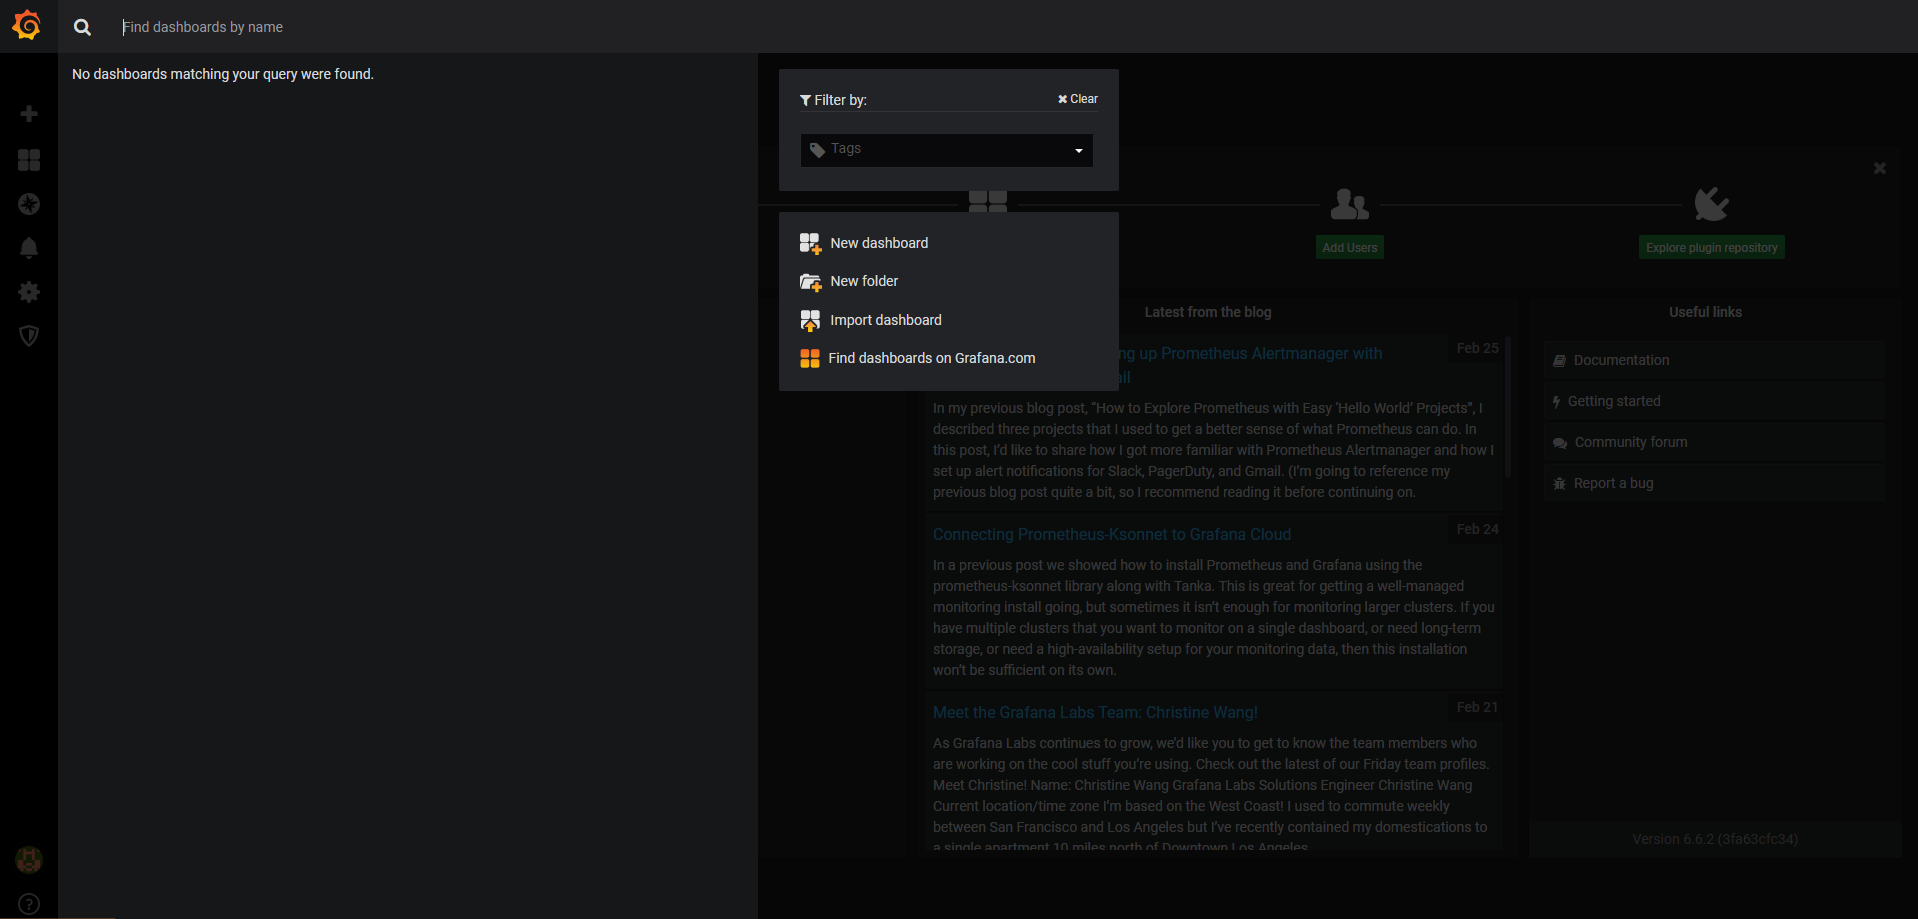 Find dashboards by name
No dashboards matching your query were found.
Filter by:
Clear
Tags
New dashboard
New folder
Import dashboard
Find dashboards on Grafana.com
Add Users
Explore plugin repository
Latest from the blog
ng up Prometheus Alertmanager with
Feb 25
In my previous blog post, “How to Explore Prometheus with Easy ‘Hello World’ Projects”, I
described three projects that I used to get a better sense of what Prometheus can do. In
this post, I’d like to share how I got more familiar with Prometheus Alertmanager and how I
set up alert notifications for Slack, PagerDuty, and Gmail. (I’m going to reference my
previous blog post quite a bit, so I recommend reading it before continuing on.
Connecting Prometheus-Ksonnet to Grafana Cloud
Feb 24
In a previous post we showed how to install Prometheus and Grafana using the
prometheus-ksonnet library along with Tanka. This is great for getting a well-managed
monitoring install going, but sometimes it isn’t enough for monitoring larger clusters. If you
have multiple clusters that you want to monitor on a single dashboard, or need long-term
storage, or need a high-availability setup for your monitoring data, then this installation
won’t be sufficient on its own.
Meet the Grafana Labs Team: Christine Wang!
Feb 21
As Grafana Labs continues to grow, we’d like you to get to know the team members who
are working on the cool stuff you’re using. Check out the latest of our Friday team profiles.
Meet Christine! Name: Christine Wang Grafana Labs Solutions Engineer Christine Wang
Current location/time zone I’m based on the West Coast! I used to commute weekly
between San Francisco and Los Angeles but I’ve recently contained my domestications to
a single apartment 10 miles north of Downtown Los Angeles
Useful links
Documentation
Getting started
Community forum
Report a bug
Version 6.6.2 (3fa63cfc34)